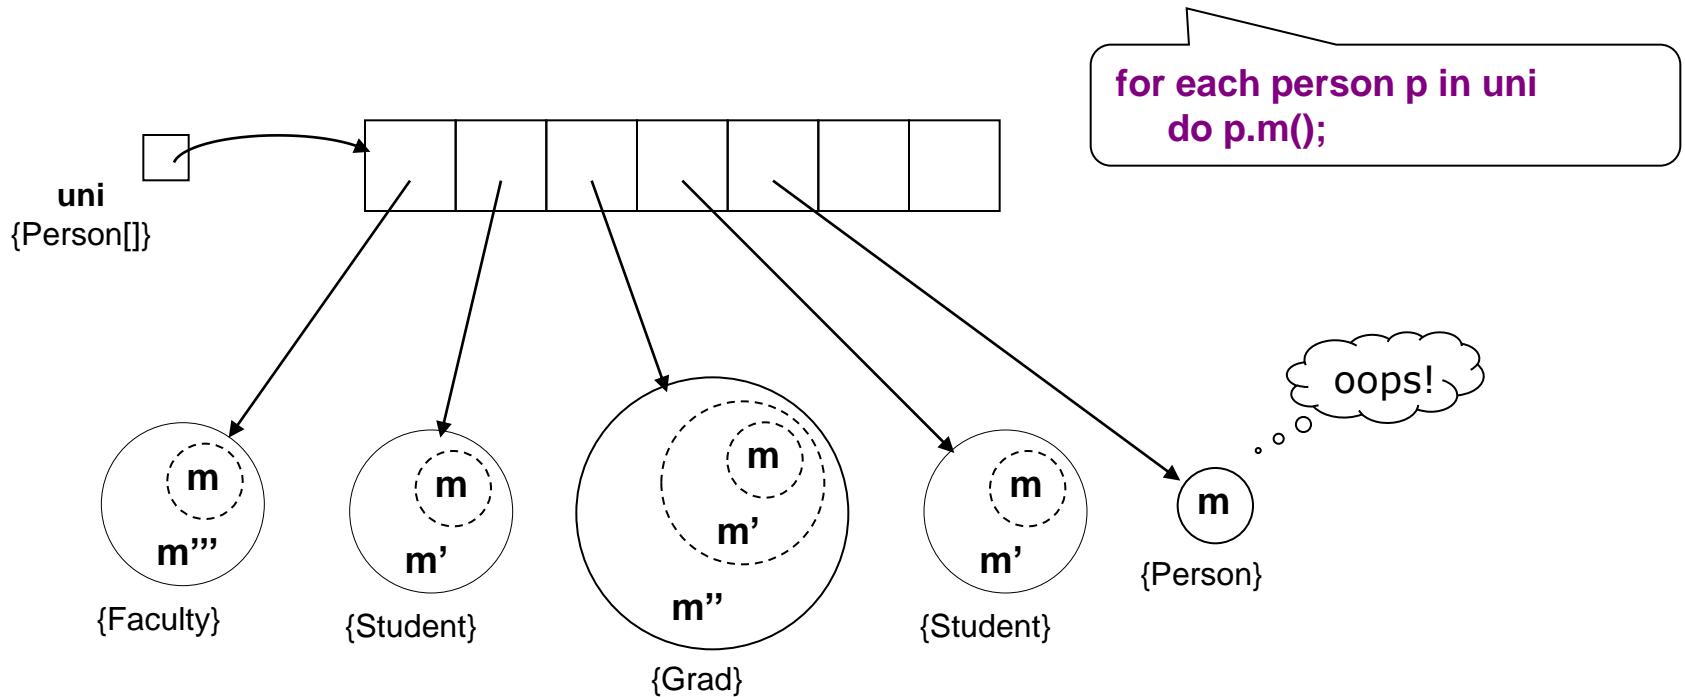 for each person p in uni
do p.m();
uni
{Person[]}
oops!
m
m’’’
{Faculty}
m
m’
{Student}
m
m’
m’’
{Grad}
m
m’
{Student}
m
{Person}